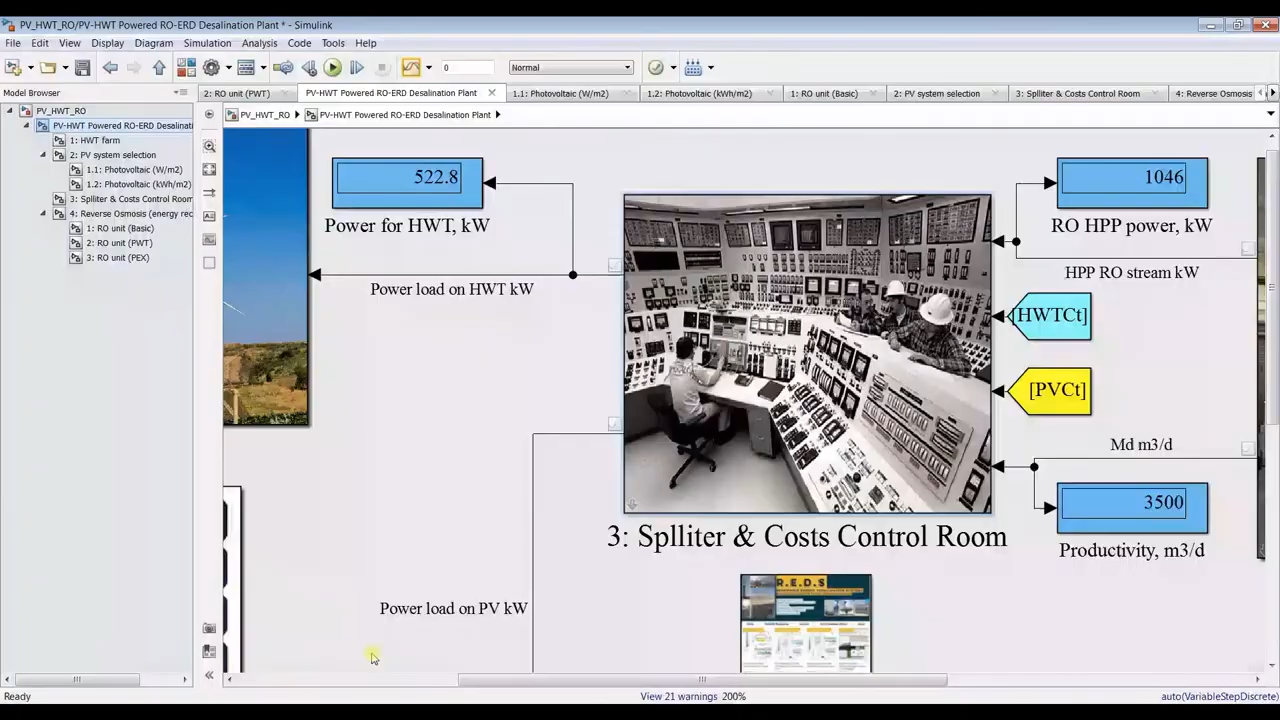 PV_HWT_RO/PV-HWT Powered RO-ERD Desalination Plant * - Simulink
File Edit View Display Diagram Simulation Analysis Code Tools Help
0 Normal
Model Browser
2: RO unit (PWT) PV-HWT Powered RO-ERD Desalination Plant 1.1: Photovoltaic (W/m2) 1.2: Photovoltaic (kWh/m2) 1: RO unit (Basic) 2: PV system selection 3: Splliter & Costs Control Room 4: Reverse Osmosis
PV_HWT_RO PV-HWT Powered RO-ERD Desalination Plant
PV_HWT_RO
PV-HWT Powered RO-ERD Desalinati
1: HWT farm
2: PV system selection
1.1: Photovoltaic (W/m2)
1.2: Photovoltaic (kWh/m2)
3: Splliter & Costs Control Room
4: Reverse Osmosis (energy rec
1: RO unit (Basic)
2: RO unit (PWT)
3: RO unit (PEX)
522.8
Power for HWT, kW
Power load on HWT kW
1046
RO HPP power, kW
HPP RO stream kW
[HWTCt]
[PVCt]
Md m3/d
3500
Productivity, m3/d
3: Splliter & Costs Control Room
Power load on PV kW
R.E.D.S
Ready View 21 warnings 200% auto(VariableStepDiscrete)